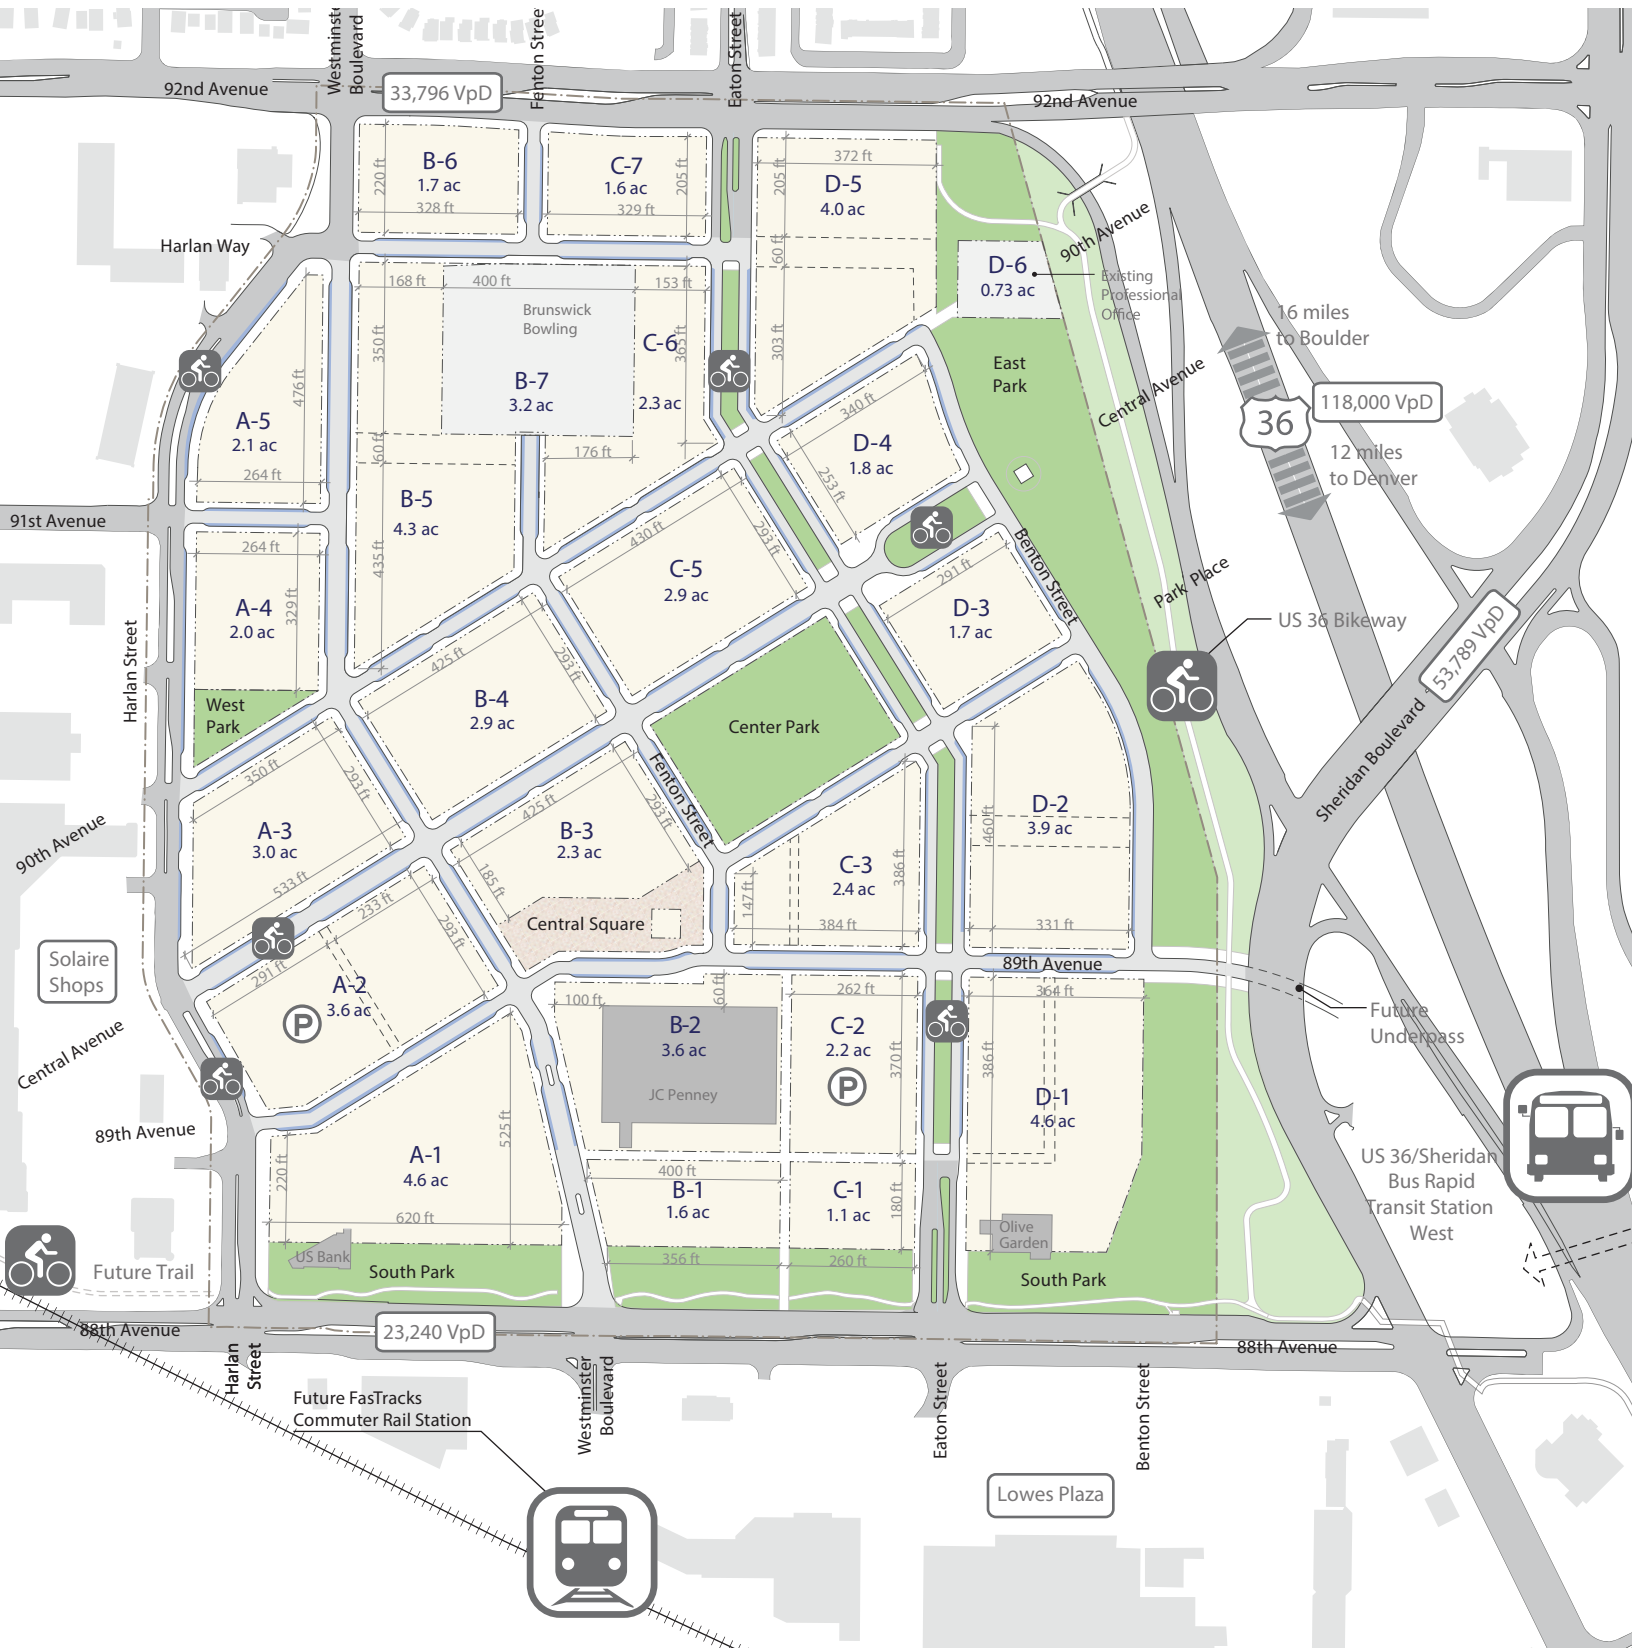 Westminster
Boulevard
Fenton Street
Eaton Street
92nd Avenue
33,796 VpD
92nd Avenue
B-6
1.7 ac
220 ft
328 ft
C-7
1.6 ac
205 ft
329 ft
372 ft
205 ft
D-5
4.0 ac
60 ft
303 ft
90th Avenue
Harlan Way
D-6
0.73 ac
Existing
Professional
Office
168 ft
400 ft
153 ft
Brunswick
Bowling
350 ft
C-6
365 ft
2.3 ac
B-7
3.2 ac
60 ft
176 ft
16 miles
to Boulder
36
118,000 VpD
12 miles
to Denver
East
Park
Central Avenue
476 ft
A-5
2.1 ac
264 ft
340 ft
D-4
1.8 ac
253 ft
91st Avenue
B-5
4.3 ac
435 ft
264 ft
A-4
2.0 ac
329 ft
430 ft
293 ft
C-5
2.9 ac
291 ft
D-3
1.7 ac
Benton Street
Park Place
US 36 Bikeway
53,789 VpD
Sheridan Boulevard
Harlan Street
West
Park
425 ft
293 ft
B-4
2.9 ac
Center Park
350 ft
293 ft
A-3
3.0 ac
533 ft
425 ft
293 ft
B-3
2.3 ac
185 ft
Fenton Street
Central Square
C-3
2.4 ac
147 ft
386 ft
384 ft
460 ft
D-2
3.9 ac
331 ft
90th Avenue
Solaire
Shops
233 ft
293 ft
291 ft
A-2
3.6 ac
P
89th Avenue
Future
Underpass
100 ft
60 ft
B-2
3.6 ac
JC Penney
262 ft
C-2
2.2 ac
P
370 ft
364 ft
386 ft
D-1
4.6 ac
Central Avenue
89th Avenue
525 ft
A-1
4.6 ac
220 ft
620 ft
400 ft
B-1
1.6 ac
C-1
1.1 ac
180 ft
US 36/Sheridan
Bus Rapid
Transit Station
West
Olive
Garden
US Bank
South Park
356 ft
260 ft
South Park
Future Trail
88th Avenue
23,240 VpD
88th Avenue
Harlan
Street
Westminster
Boulevard
Eaton Street
Benton Street
Future FasTracks
Commuter Rail Station
Lowes Plaza